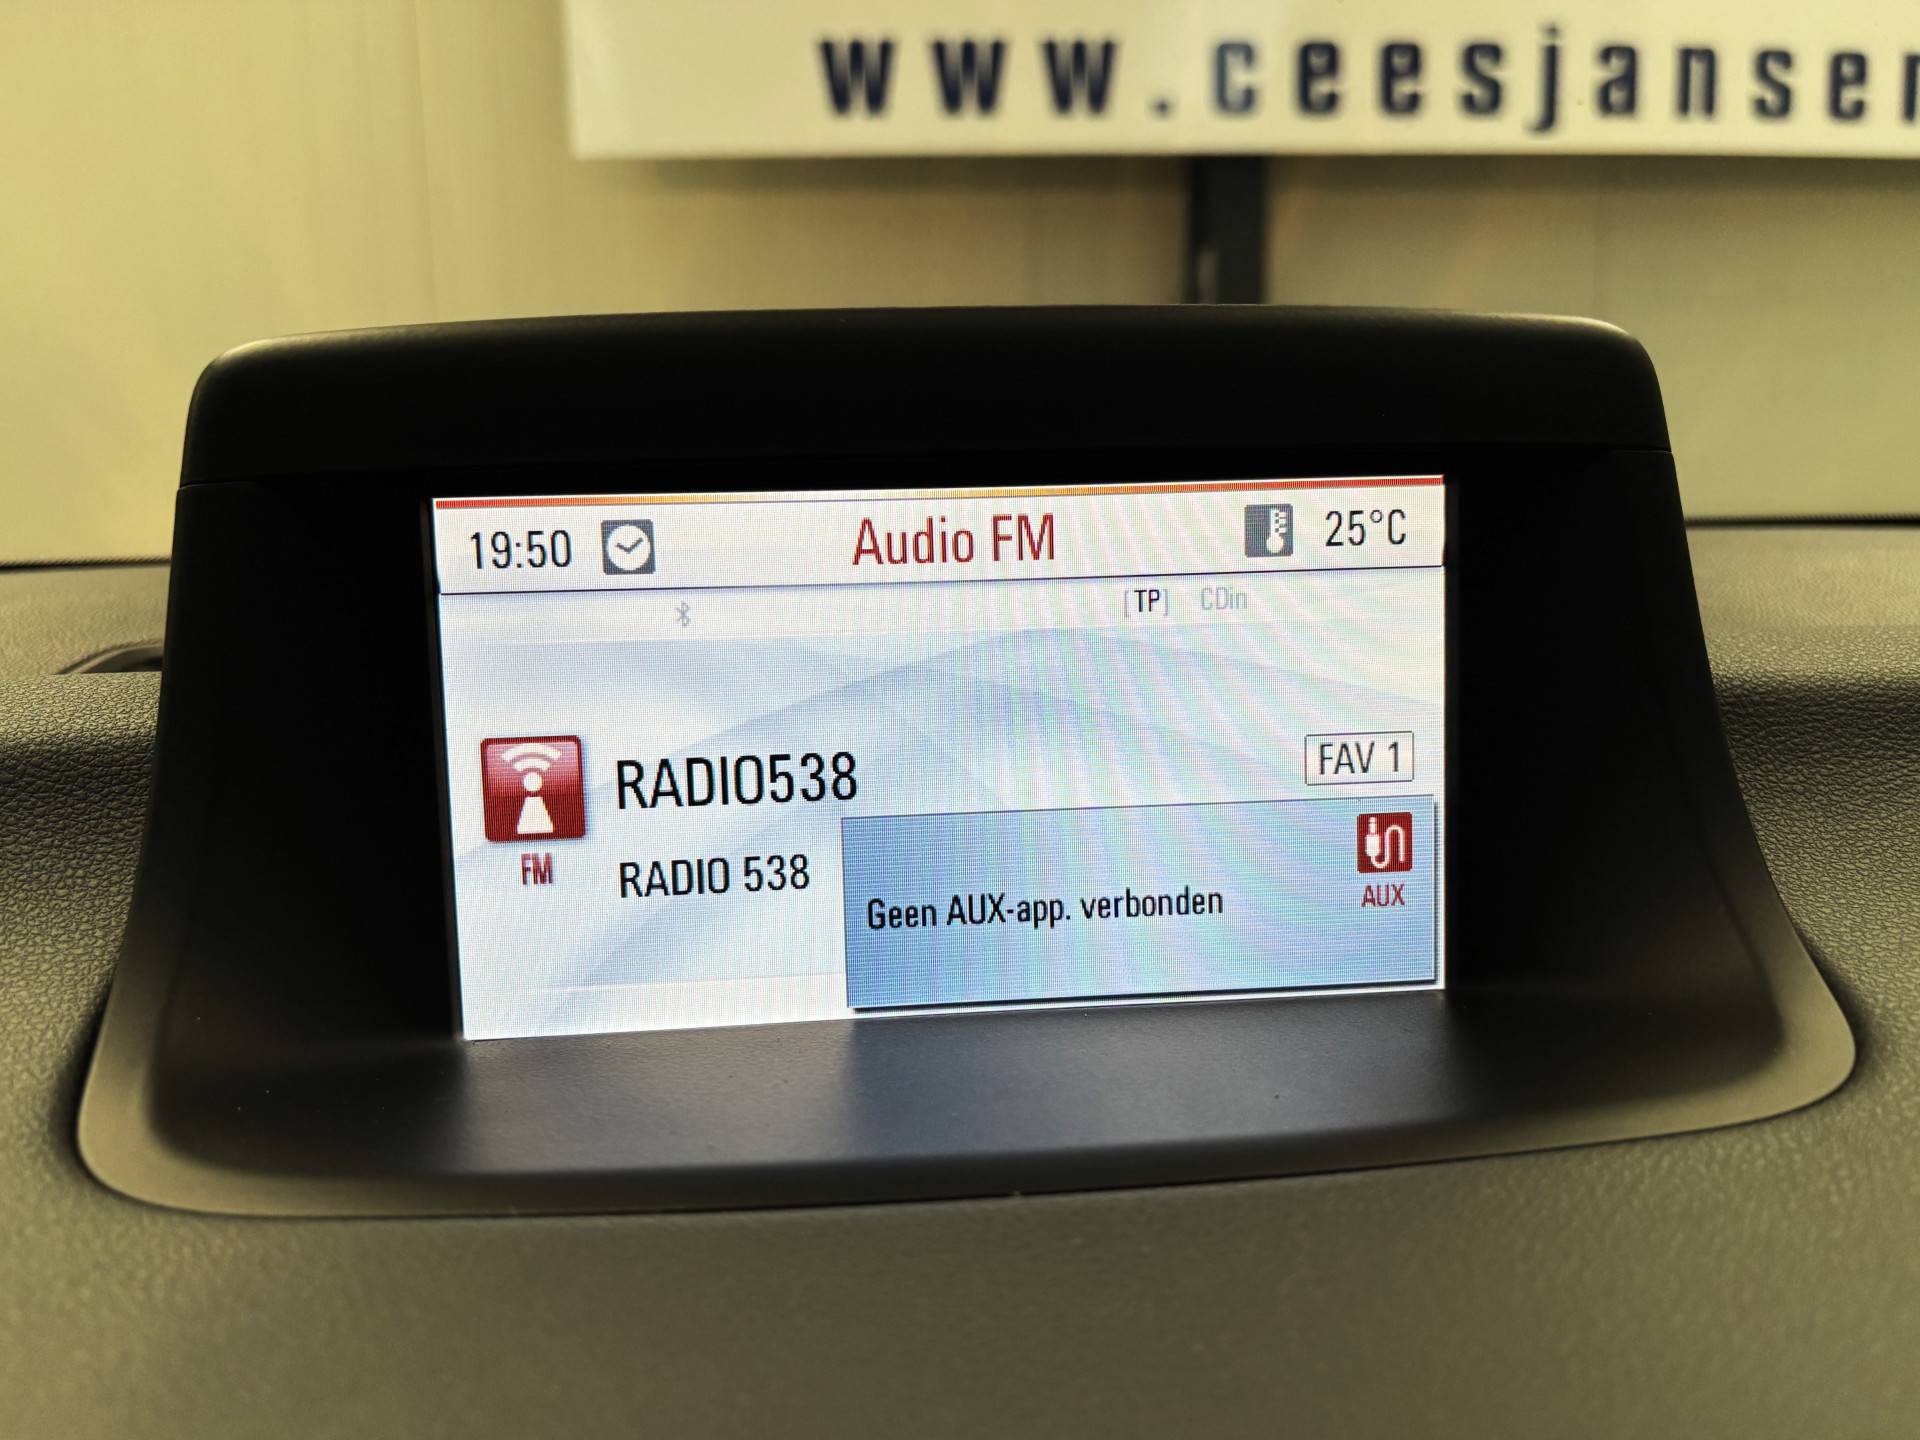 www.ceesjansen
19:50 Audio FM 25°C
[TP] CDin
RADIO538 FAV 1
FM RADIO 538
Geen AUX-app. verbonden AUX